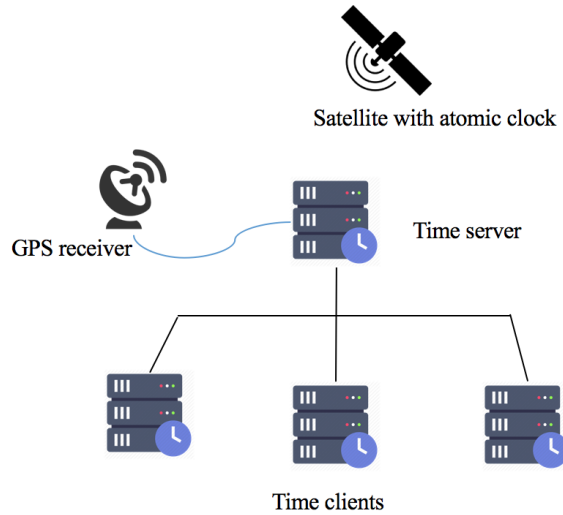 Satellite with atomic clock
GPS receiver
Time server
Time clients